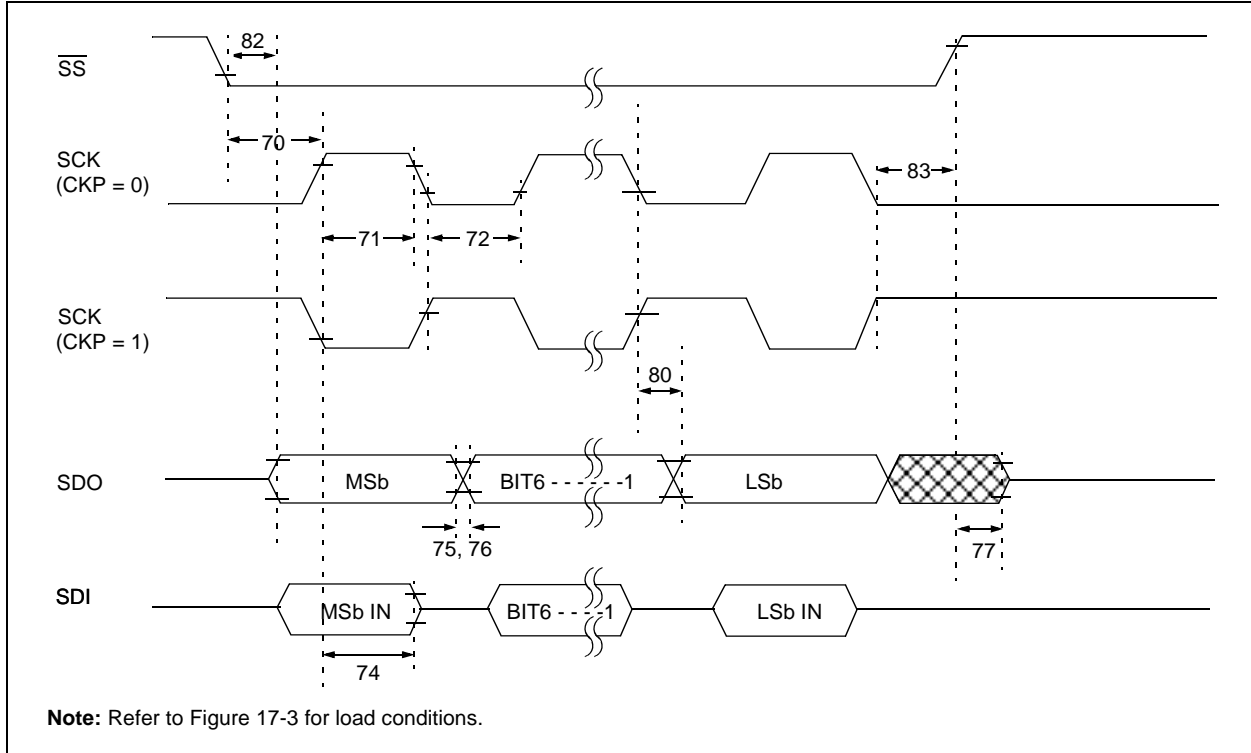 82
SS
70
SCK
(CKP = 0)
83
71
72
SCK
(CKP = 1)
80
SDO
MSb
BIT6 - - - - - -1
LSb
75, 76
77
SDI
MSb IN
BIT6 - - - -1
LSb IN
74
Note: Refer to Figure 17-3 for load conditions.